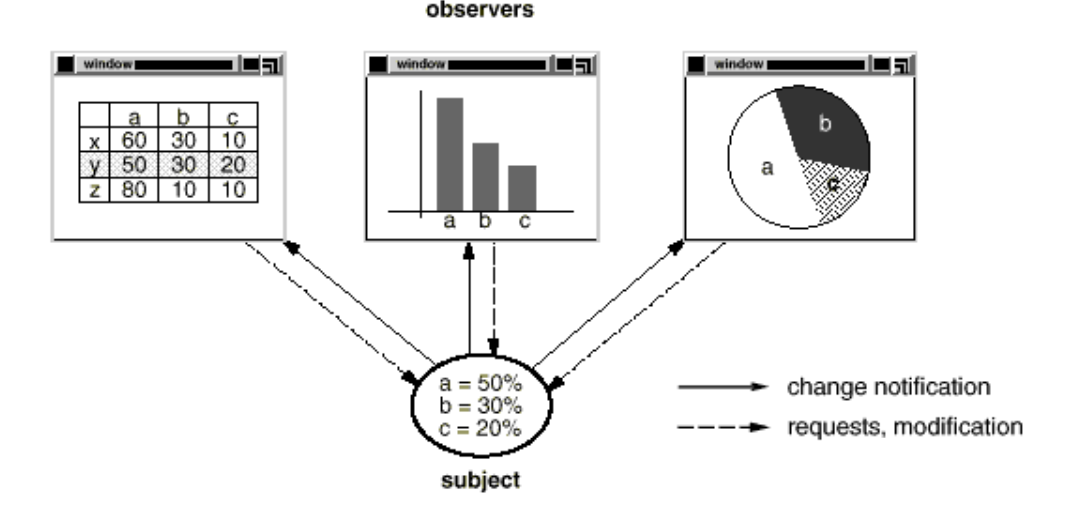 observers
window
window
window
a b c
x 60 30 10
y 50 30 20
z 80 10 10
a b c
a
b
c
a = 50%
b = 30%
c = 20%
subject
change notification
requests, modification